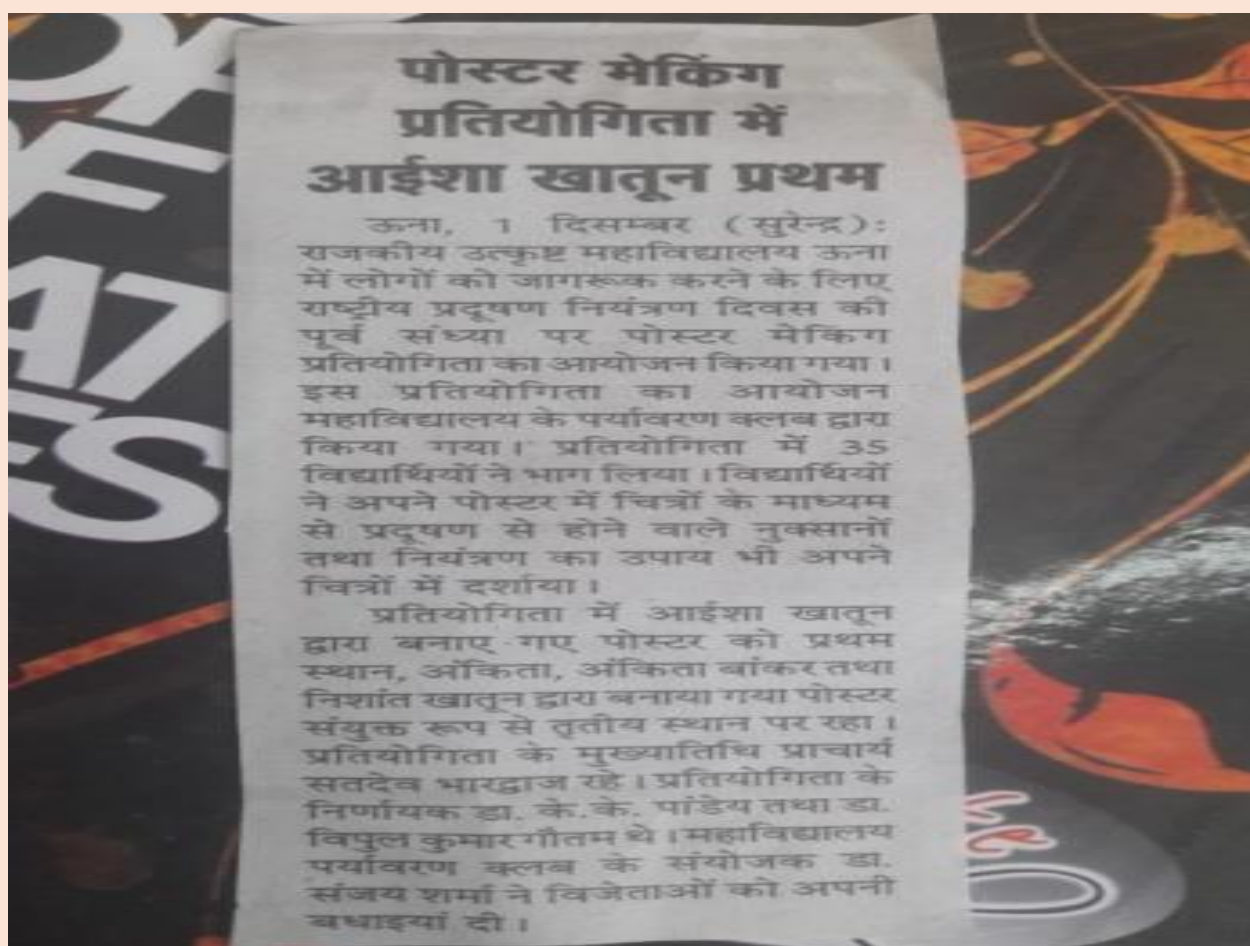 पोस्टर मेकिंग
प्रतियोगिता में
आईशा खातून प्रथम
ऊना, 1 दिसम्बर (सुरेन्द्र):
राजकीय उत्कृष्ट महाविद्यालय ऊना
में लोगों को जागरूक करने के लिए
राष्ट्रीय प्रदूषण नियंत्रण दिवस की
पूर्व संध्या पर पोस्टर मेकिंग
प्रतियोगिता का आयोजन किया गया।
इस प्रतियोगिता का आयोजन
महाविद्यालय के पर्यावरण क्लब द्वारा
किया गया। प्रतियोगिता में 35
विद्यार्थियों ने भाग लिया। विद्यार्थियों
ने अपने पोस्टर में चित्रों के माध्यम
से प्रदूषण से होने वाले नुक्सानों
तथा नियंत्रण का उपाय भी अपने
चित्रों में दर्शाया।
प्रतियोगिता में आईशा खातून
द्वारा बनाए गए पोस्टर को प्रथम
स्थान, अंकिता, अंकिता बांकर तथा
निशांत खातून द्वारा बनाया गया पोस्टर
संयुक्त रूप से तृतीय स्थान पर रहा।
प्रतियोगिता के मुख्यातिथि प्राचार्य
सतदेव भारद्वाज रहे। प्रतियोगिता के
निर्णायक डा. के.के. पांडेय तथा डा.
विपुल कुमार गौतम थे। महाविद्यालय
पर्यावरण क्लब के संयोजक डा.
संजय शर्मा ने विजेताओं को अपनी
बधाइयां दी।